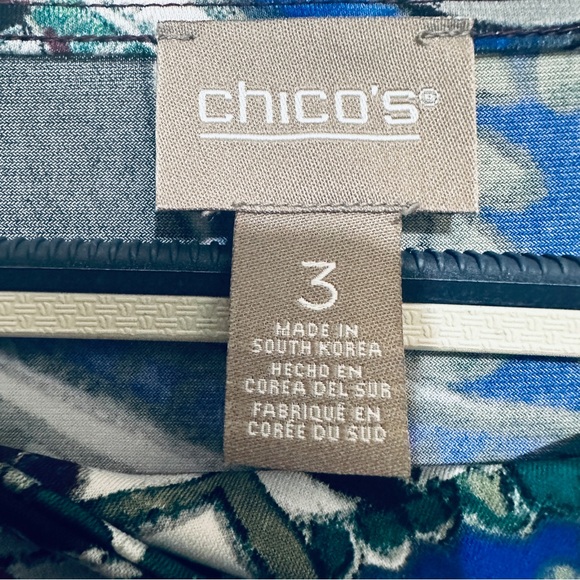 chico's®
3
MADE IN
SOUTH KOREA
HECHO EN
COREA DEL SUR
FABRIQUÉ EN
CORÉE DU SUD